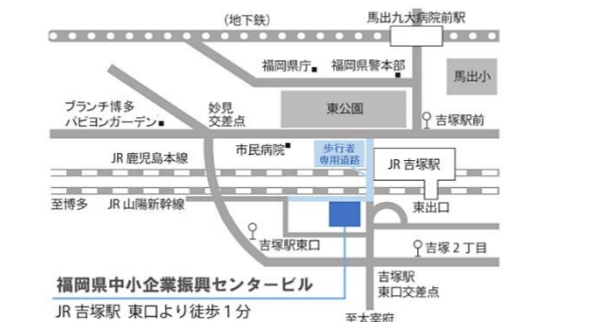 (地下鉄)
馬出九大病院前駅
福岡県庁
福岡県警本部
馬出小
ブランチ博多
パピヨンガーデン
妙見
交差点
東公園
吉塚駅前
市民病院
歩行者
専用道路
JR 鹿児島本線
JR 吉塚駅
至博多
JR 山陽新幹線
東出口
吉塚駅東口
吉塚2丁目
福岡県中小企業振興センタービル
JR 吉塚駅 東口より徒歩1分
吉塚駅
東口交差点
至太宰府